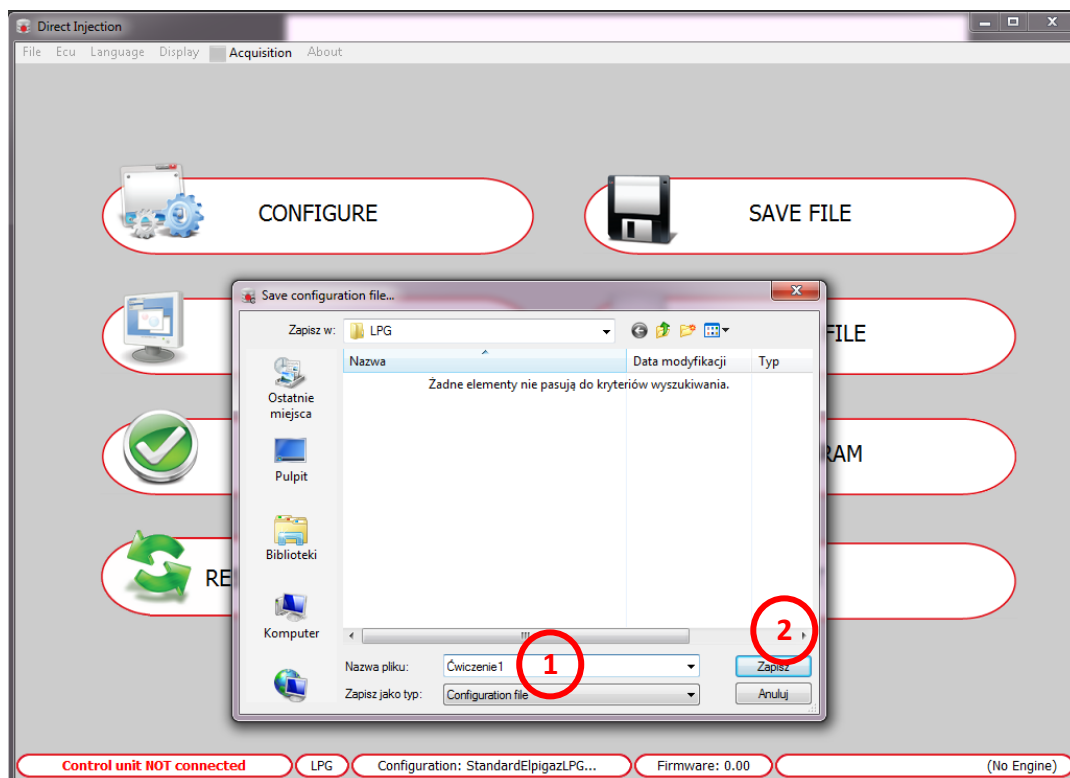 Direct Injection
File Ecu Language Display Acquisition About
CONFIGURE
SAVE FILE
Save configuration file...
Zapisz w: LPG
FILE
Nazwa Data modyfikacji Typ
Żadne elementy nie pasują do kryteriów wyszukiwania.
Ostatnie
miejsca
RAM
Pulpit
Biblioteki
RE
Komputer
2
Nazwa pliku: Ćwiczenie1 1 Zapisz
Zapisz jako typ: Configuration file Anuluj
Control unit NOT connected LPG Configuration: StandardElpigazLPG... Firmware: 0.00 (No Engine)